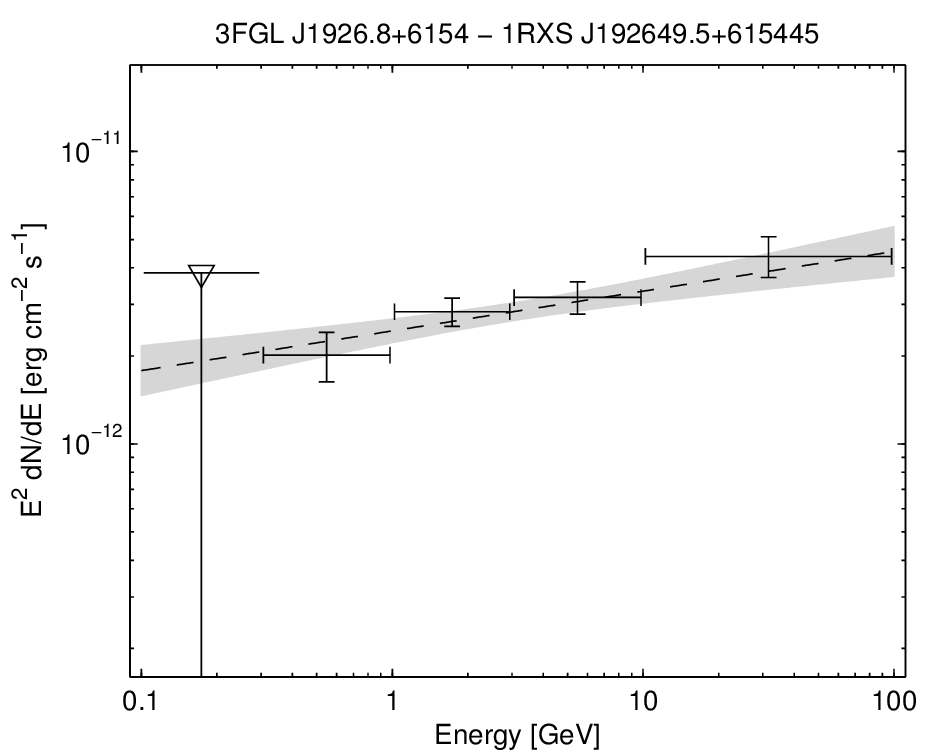 3FGL J1926.8+6154 − 1RXS J192649.5+615445
10−11
10−12
E2 dN/dE [erg cm−2 s−1]
0.1 1 10 100
Energy [GeV]